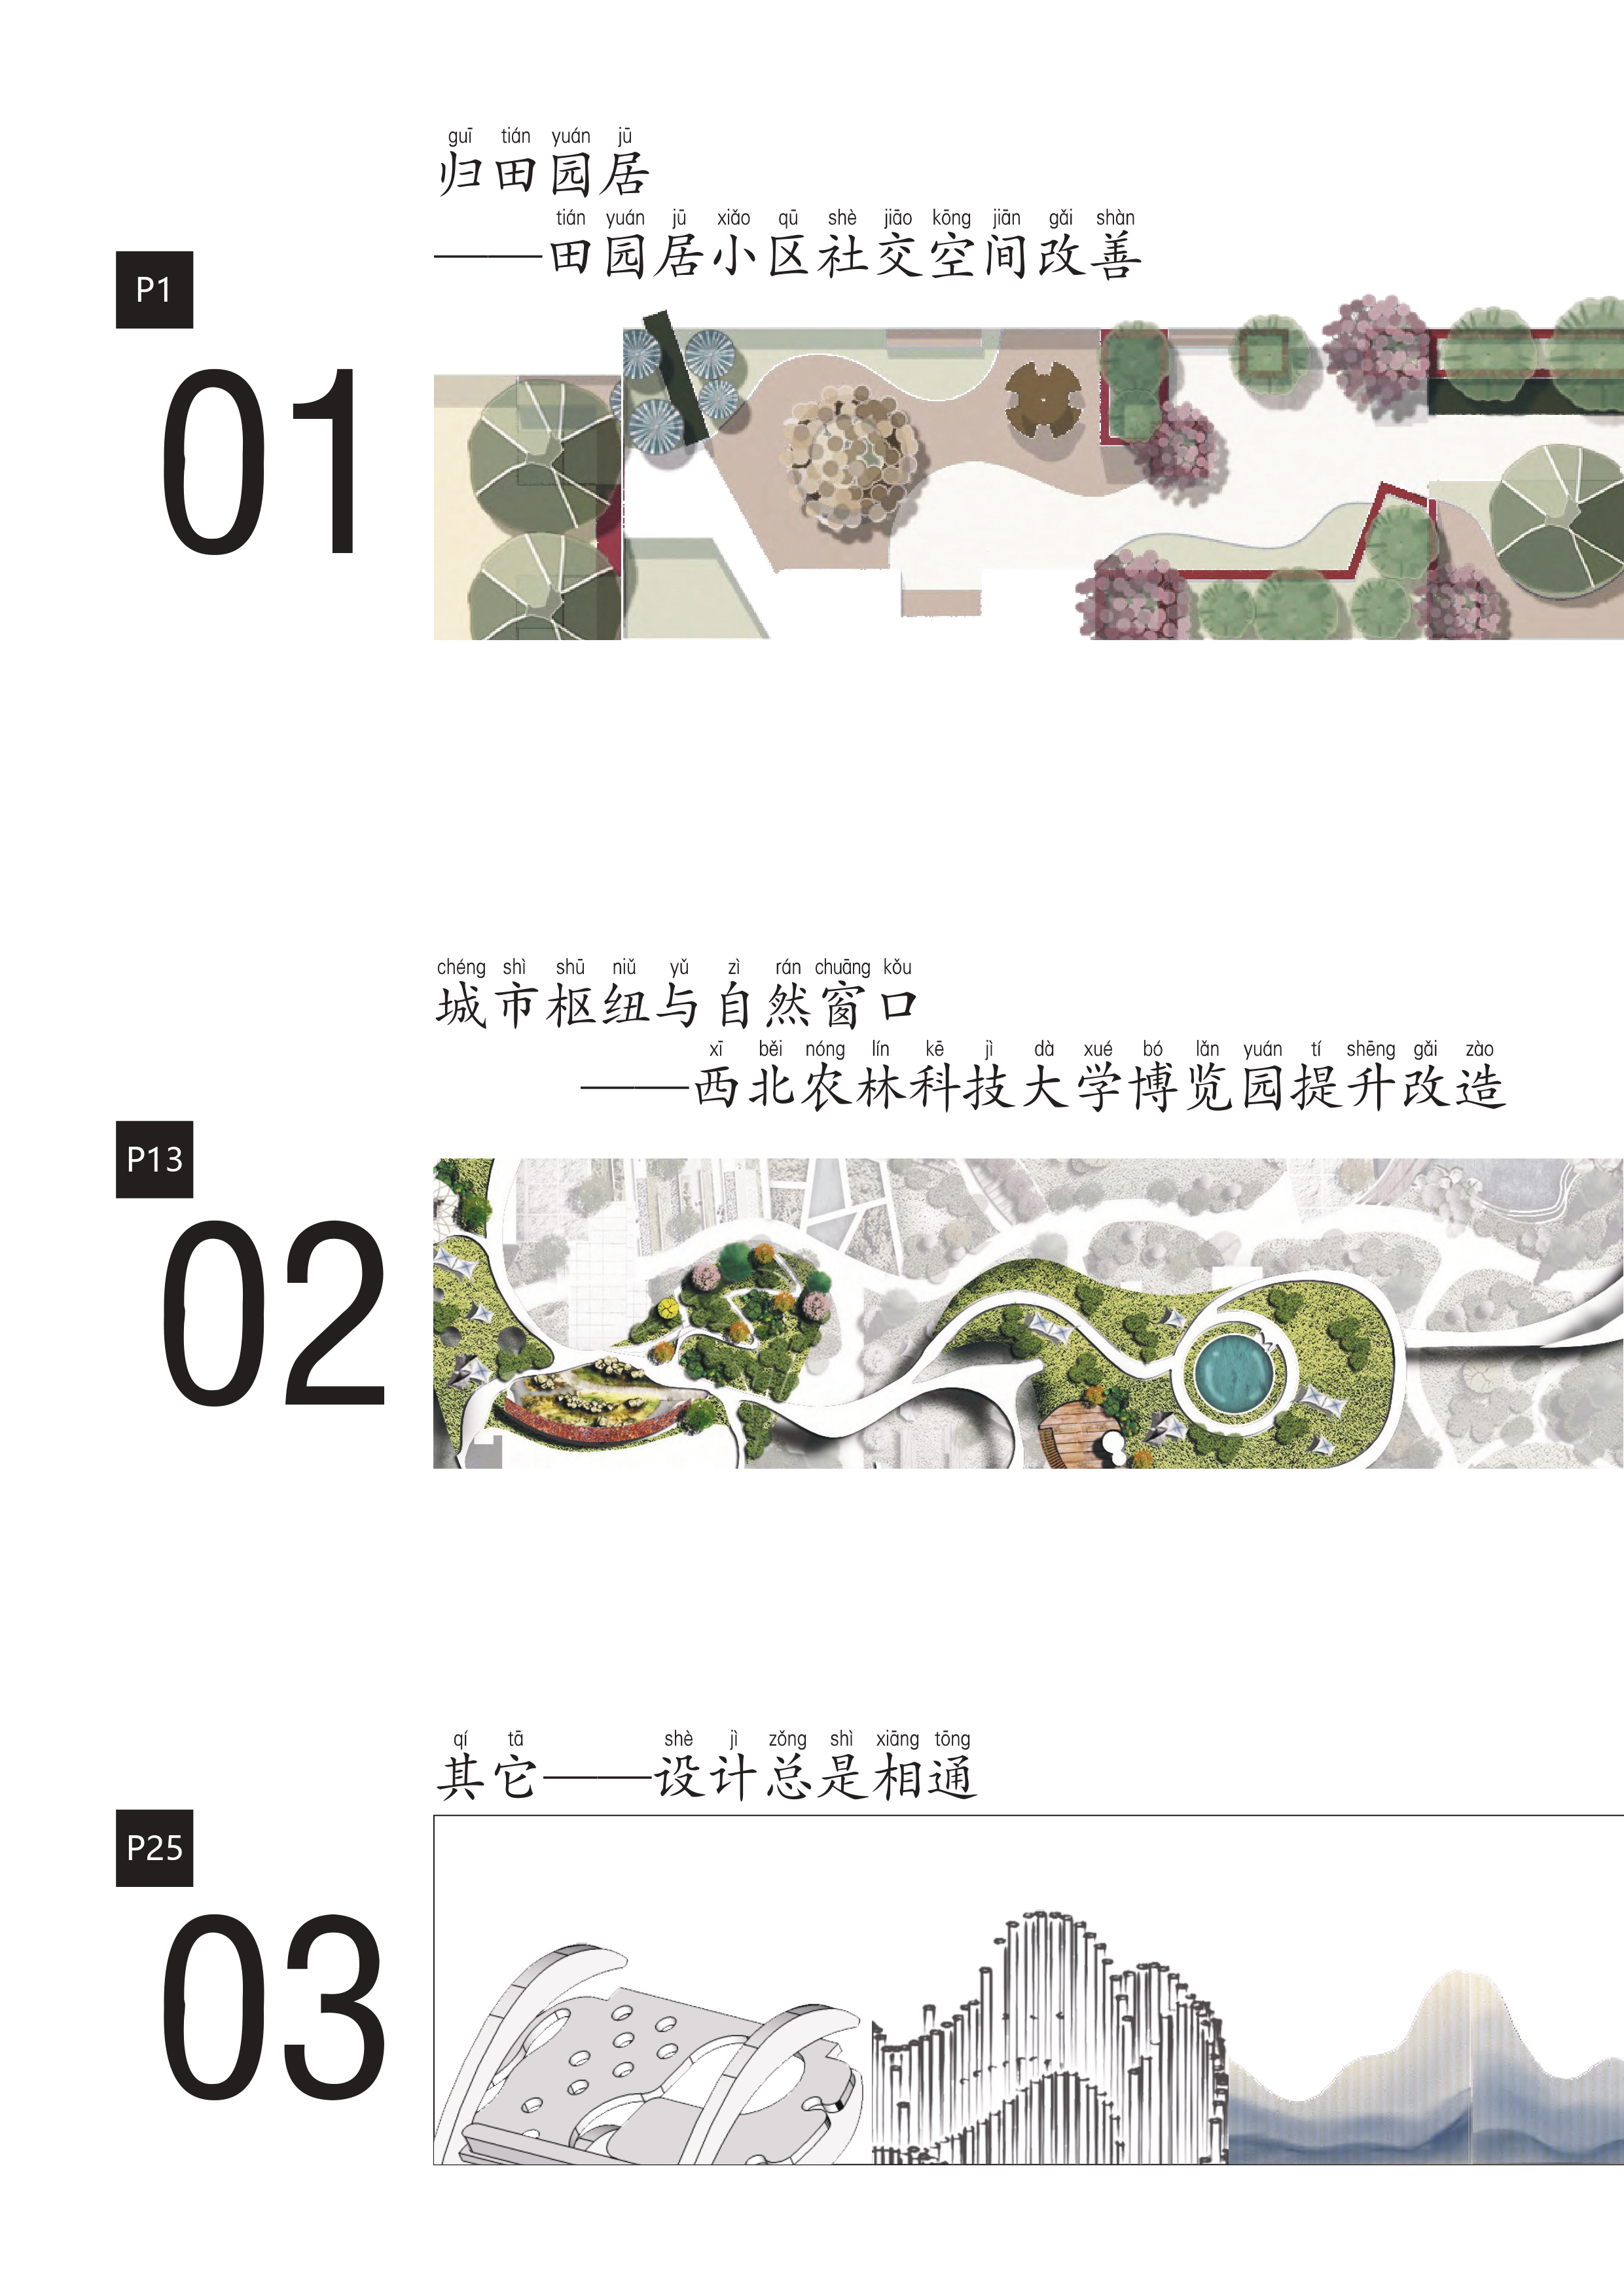 guī tián yuán jū
归田园居
tián yuán jū xiǎo qū shè jiāo kōng jiān gǎi shàn
——田园居小区社交空间改善
P1
01
chéng shì shū niǔ yǔ zì rán chuāng kǒu
城市枢纽与自然窗口
xī běi nóng lín kē jì dà xué bó lǎn yuán tí shēng gǎi zào
——西北农林科技大学博览园提升改造
P13
02
qí tā shè jì zǒng shì xiāng tōng
其它——设计总是相通
P25
03